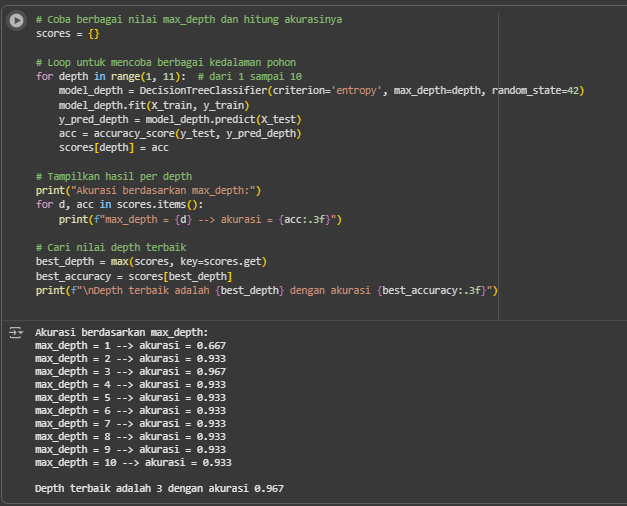 # Coba berbagai nilai max_depth dan hitung akurasinya
scores = {}
# Loop untuk mencoba berbagai kedalaman pohon
for depth in range(1, 11):  # dari 1 sampai 10
    model_depth = DecisionTreeClassifier(criterion='entropy', max_depth=depth, random_state=42)
    model_depth.fit(X_train, y_train)
    y_pred_depth = model_depth.predict(X_test)
    acc = accuracy_score(y_test, y_pred_depth)
    scores[depth] = acc
# Tampilkan hasil per depth
print("Akurasi berdasarkan max_depth:")
for d, acc in scores.items():
    print(f"max_depth = {d} --> akurasi = {acc:.3f}")
# Cari nilai depth terbaik
best_depth = max(scores, key=scores.get)
best_accuracy = scores[best_depth]
print(f"\nDepth terbaik adalah {best_depth} dengan akurasi {best_accuracy:.3f}")
Akurasi berdasarkan max_depth:
max_depth = 1 --> akurasi = 0.667
max_depth = 2 --> akurasi = 0.933
max_depth = 3 --> akurasi = 0.967
max_depth = 4 --> akurasi = 0.933
max_depth = 5 --> akurasi = 0.933
max_depth = 6 --> akurasi = 0.933
max_depth = 7 --> akurasi = 0.933
max_depth = 8 --> akurasi = 0.933
max_depth = 9 --> akurasi = 0.933
max_depth = 10 --> akurasi = 0.933
Depth terbaik adalah 3 dengan akurasi 0.967